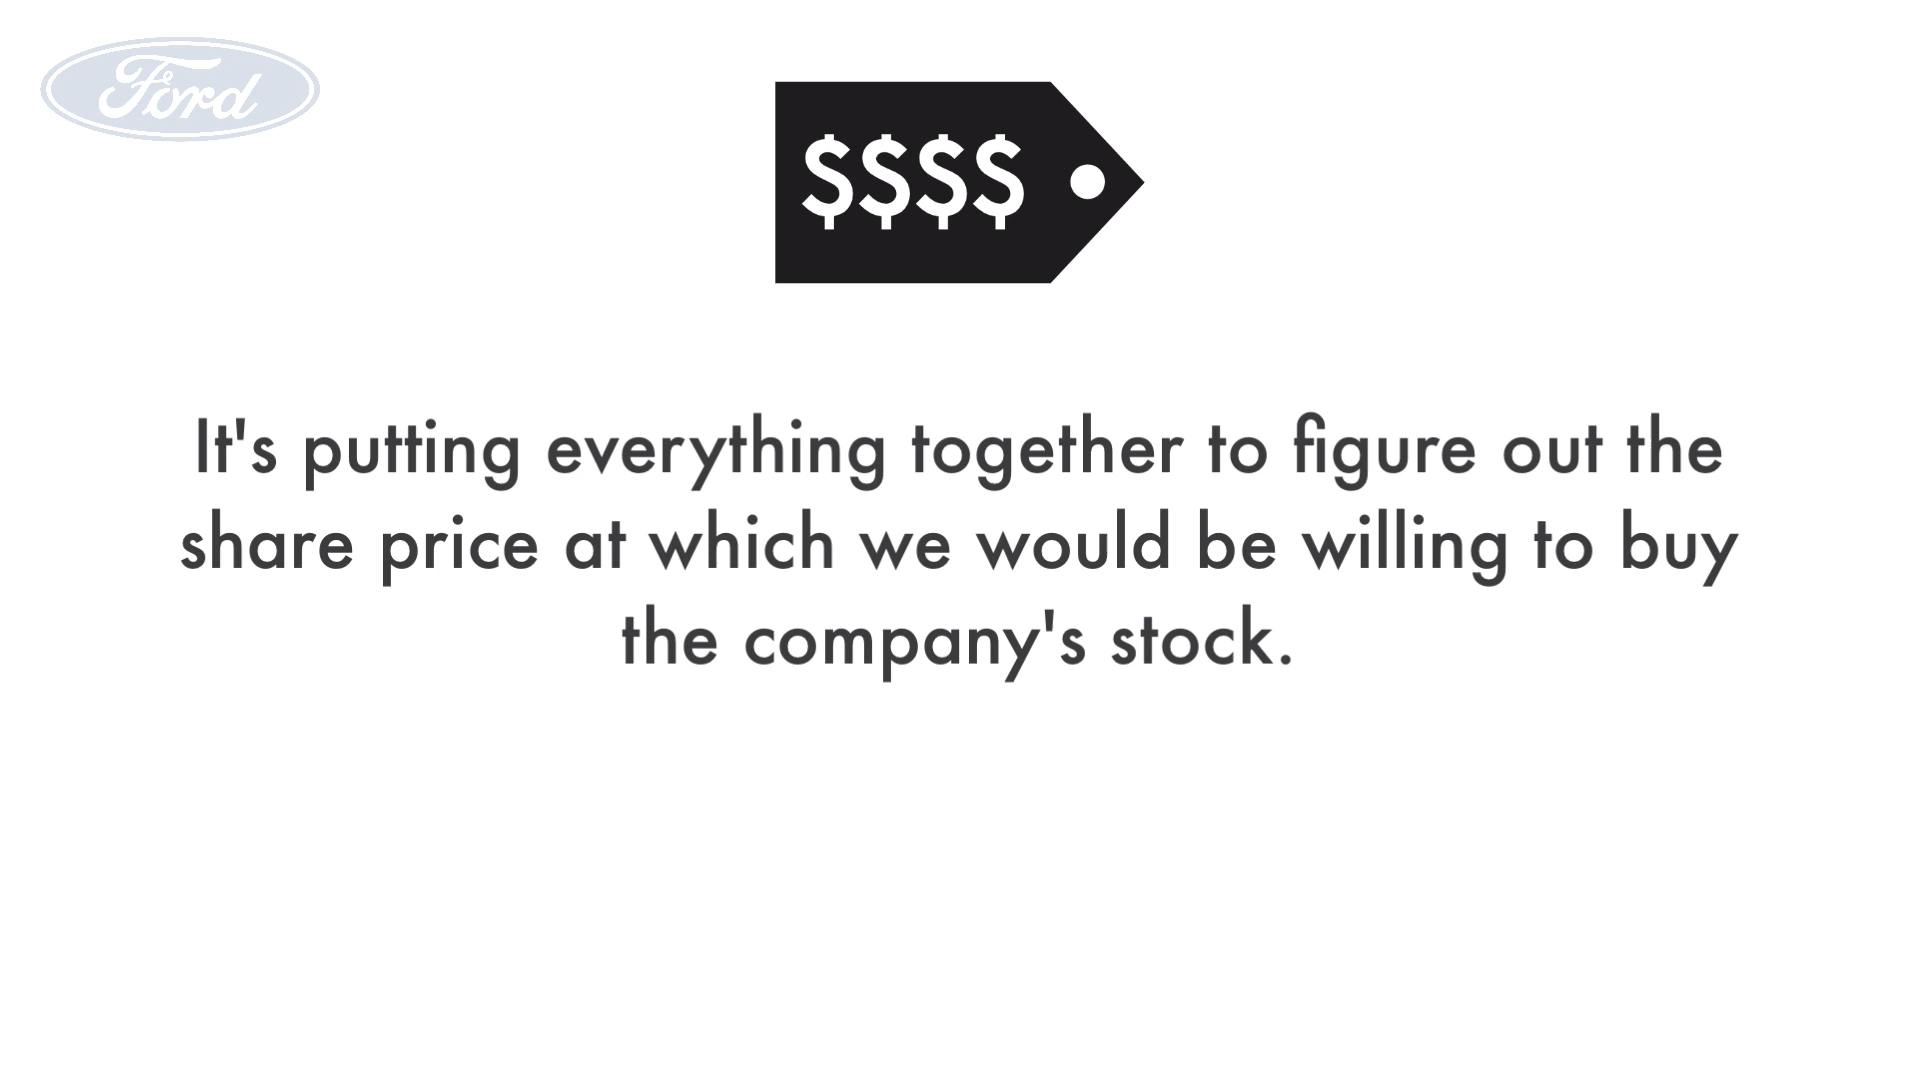 Ford
$$$$
It's putting everything together to figure out the
share price at which we would be willing to buy
the company's stock.